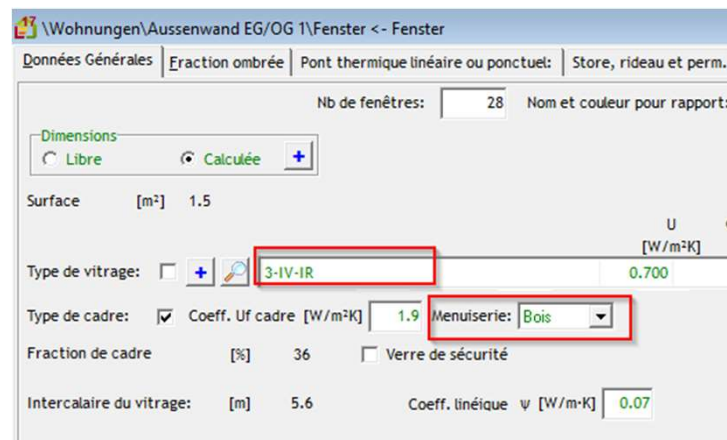 \Wohnungen\Aussenwand EG/OG 1\Fenster <- Fenster
Données Générales Fraction ombrée Pont thermique linéaire ou ponctuel: Store, rideau et perm.
Nb de fenêtres: 28 Nom et couleur pour rapport:
Dimensions
Libre Calculée +
Surface [m²] 1.5
U
[W/m²K]
Type de vitrage: + 3-IV-IR 0.700
Type de cadre: Coeff. Uf cadre [W/m²K] 1.9 Menuiserie: Bois
Fraction de cadre [%] 36 Verre de sécurité
Intercalaire du vitrage: [m] 5.6 Coeff. linéique ψ [W/m·K] 0.07